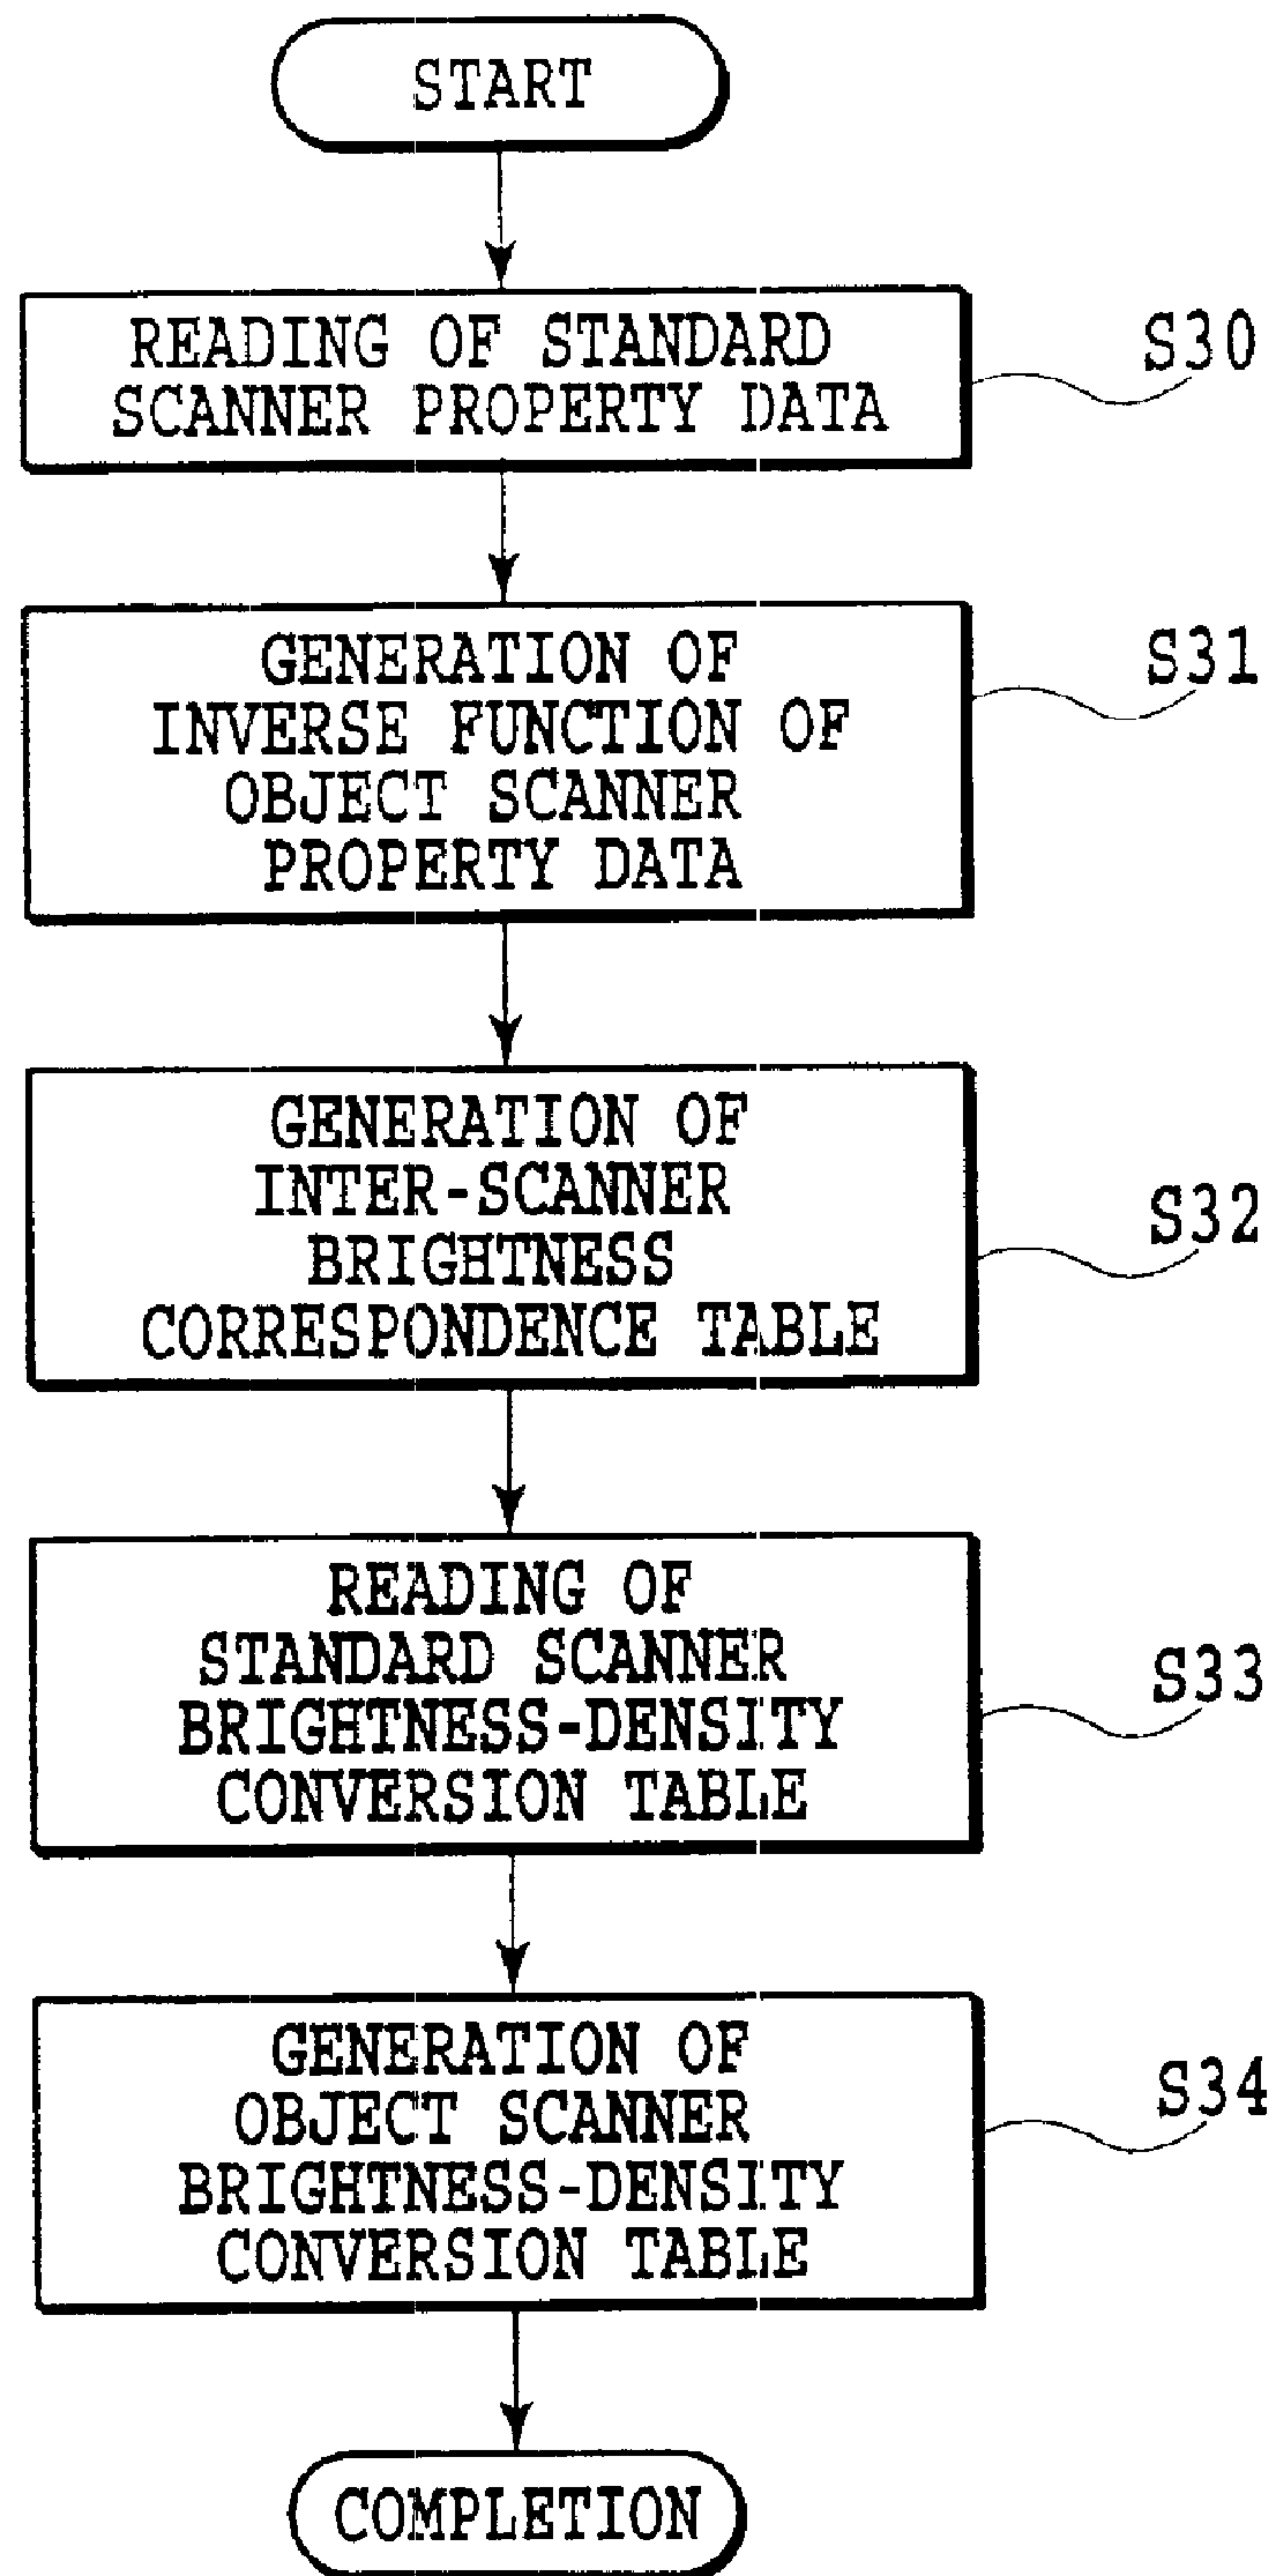 START
READING OF STANDARD
SCANNER PROPERTY DATA
S30
GENERATION OF
INVERSE FUNCTION OF
OBJECT SCANNER
PROPERTY DATA
S31
GENERATION OF
INTER-SCANNER
BRIGHTNESS
CORRESPONDENCE TABLE
S32
READING OF
STANDARD SCANNER
BRIGHTNESS-DENSITY
CONVERSION TABLE
S33
GENERATION OF
OBJECT SCANNER
BRIGHTNESS-DENSITY
CONVERSION TABLE
S34
COMPLETION